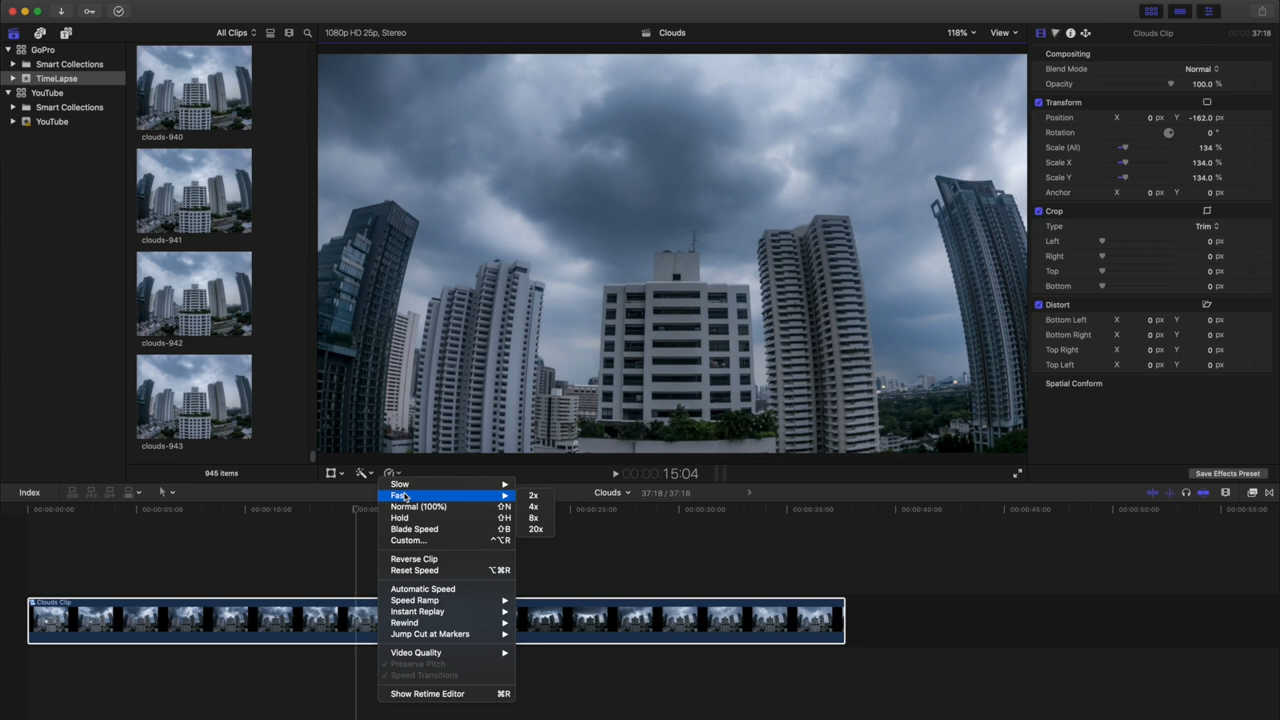 All Clips
1080p HD 25p, Stereo
Clouds
118%
View
Clouds Clip
37:18
GoPro
Smart Collections
TimeLapse
YouTube
Smart Collections
YouTube
clouds-940
clouds-941
clouds-942
clouds-943
945 items
Compositing
Blend Mode
Normal
Opacity
100.0 %
Transform
Position X 0 px Y -162.0 px
Rotation 0 °
Scale (All) 134 %
Scale X 134.0 %
Scale Y 134.0 %
Anchor X 0 px Y 0 px
Crop
Type Trim
Left 0 px
Right 0 px
Top 0 px
Bottom 0 px
Distort
Bottom Left X 0 px Y 0 px
Bottom Right X 0 px Y 0 px
Top Right X 0 px Y 0 px
Top Left X 0 px Y 0 px
Spatial Conform
Save Effects Preset
00:00:15:04
Index
Clouds
37:18 / 37:18
00:00:00:00
00:00:05:00
00:00:10:00
00:00:25:00
00:00:30:00
00:00:35:00
00:00:40:00
00:00:45:00
00:00:50:00
00:00:55:00
Slow
Fast
Normal (100%) ⇧N
Hold ⇧H
Blade Speed ⇧B
Custom... ^⌥R
Reverse Clip
Reset Speed ⌥⌘R
Automatic Speed
Speed Ramp
Instant Replay
Rewind
Jump Cut at Markers
Video Quality
✓ Preserve Pitch
✓ Speed Transitions
Show Retime Editor ⌘R
2x
4x
8x
20x
Clouds Clip